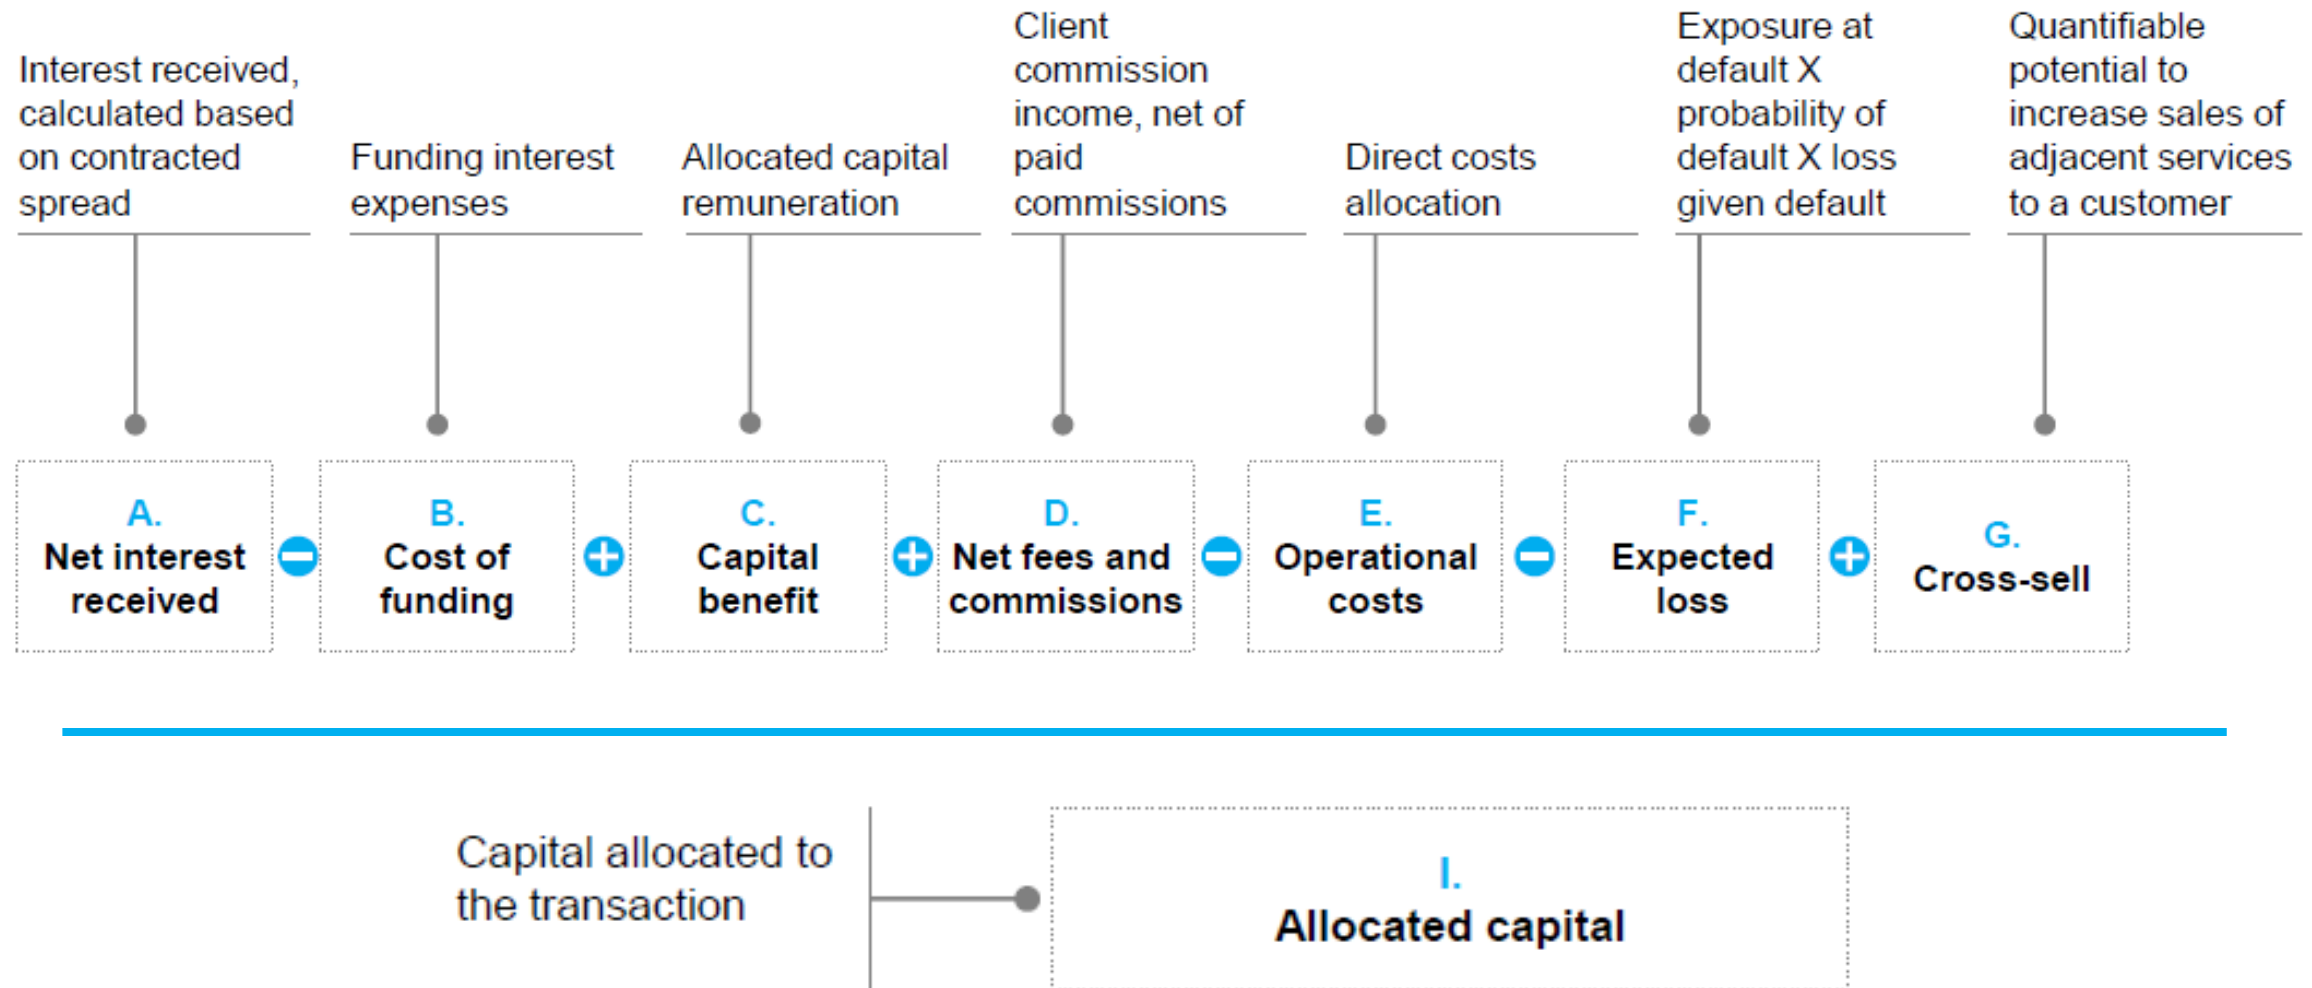 Interest received,
calculated based
on contracted
spread
Funding interest
expenses
Allocated capital
remuneration
Client
commission
income, net of
paid
commissions
Direct costs
allocation
Exposure at
default X
probability of
default X loss
given default
Quantifiable
potential to
increase sales of
adjacent services
to a customer
A.
Net interest
received
−
B.
Cost of
funding
+
C.
Capital
benefit
+
D.
Net fees and
commissions
−
E.
Operational
costs
−
F.
Expected
loss
+
G.
Cross-sell
Capital allocated to
the transaction
I.
Allocated capital